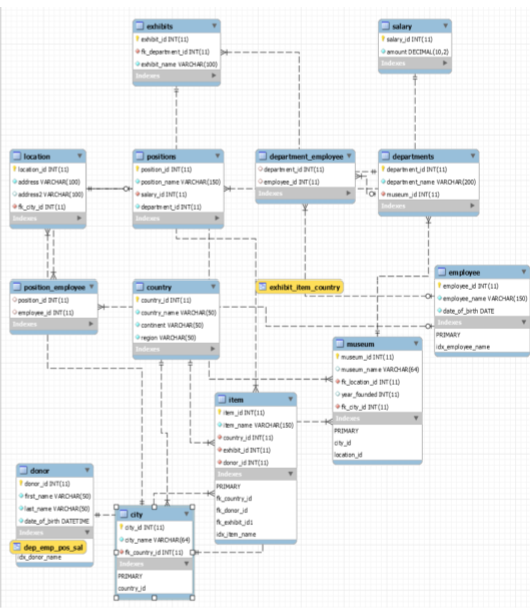 exhibits
exhibit_id INT(11)
fk_department_id INT(11)
exhibit_name VARCHAR(100)
Indexes
salary
salary_id INT(11)
amount DECIMAL(10,2)
Indexes
location
location_id INT(11)
address VARCHAR(100)
address2 VARCHAR(100)
fk_city_id INT(11)
Indexes
positions
position_id INT(11)
position_name VARCHAR(150)
salary_id INT(11)
department_id INT(11)
Indexes
department_employee
department_id INT(11)
employee_id INT(11)
Indexes
departments
department_id INT(11)
department_name VARCHAR(200)
museum_id INT(11)
Indexes
position_employee
position_id INT(11)
employee_id INT(11)
Indexes
country
country_id INT(11)
country_name VARCHAR(50)
continent VARCHAR(50)
region VARCHAR(50)
Indexes
exhibit_item_country
employee
employee_id INT(11)
employee_name VARCHAR(150)
date_of_birth DATE
Indexes
PRIMARY
idx_employee_name
museum
museum_id INT(11)
museum_name VARCHAR(64)
fk_location_id INT(11)
year_founded INT(11)
fk_city_id INT(11)
Indexes
PRIMARY
city_id
location_id
item
item_id INT(11)
item_name VARCHAR(150)
country_id INT(11)
exhibit_id INT(11)
donor_id INT(11)
Indexes
PRIMARY
fk_country_id
fk_donor_id
fk_exhibit_id1
idx_item_name
donor
donor_id INT(11)
first_name VARCHAR(50)
last_name VARCHAR(50)
date_of_birth DATETIME
Indexes
dep_emp_pos_sal
idx_donor_name
city
city_id INT(11)
city_name VARCHAR(64)
fk_country_id INT(11)
Indexes
PRIMARY
country_id